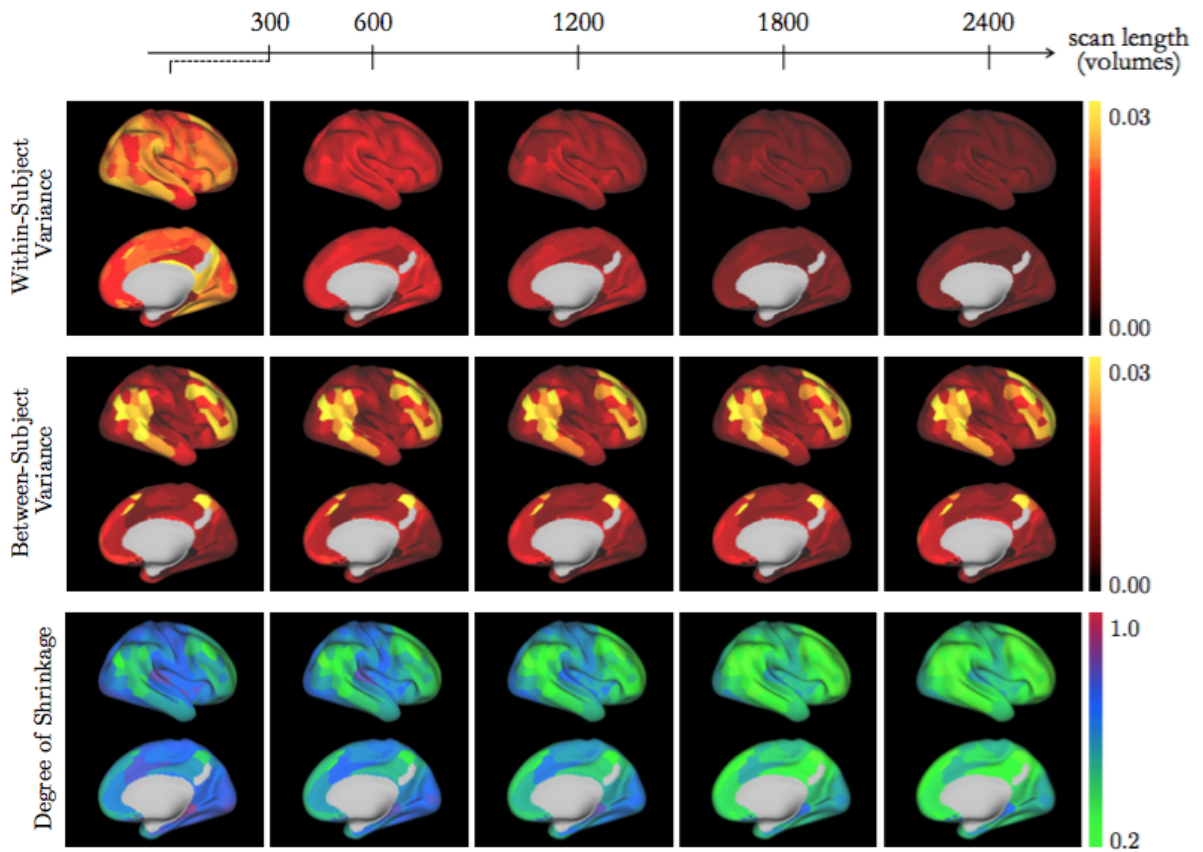 300 600 1200 1800 2400
scan length
(volumes)
Within-Subject
Variance
0.03
0.00
Between-Subject
Variance
0.03
0.00
Degree of Shrinkage
1.0
0.2